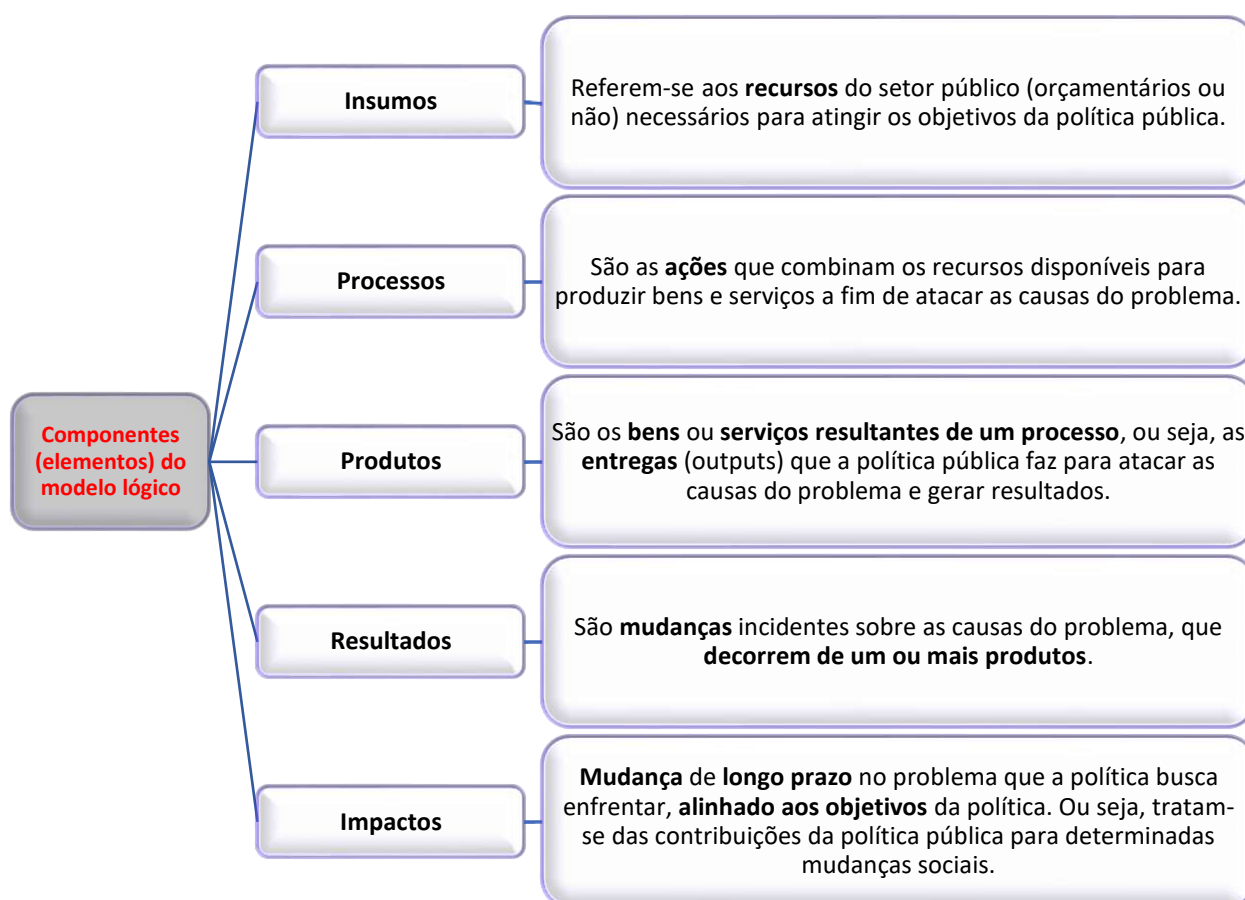 Insumos
Referem-se aos recursos do setor público (orçamentários ou
não) necessários para atingir os objetivos da política pública.
Processos
São as ações que combinam os recursos disponíveis para
produzir bens e serviços a fim de atacar as causas do problema.
Componentes
(elementos) do
modelo lógico
Produtos
São os bens ou serviços resultantes de um processo, ou seja, as
entregas (outputs) que a política pública faz para atacar as
causas do problema e gerar resultados.
Resultados
São mudanças incidentes sobre as causas do problema, que
decorrem de um ou mais produtos.
Impactos
Mudança de longo prazo no problema que a política busca
enfrentar, alinhado aos objetivos da política. Ou seja, tratam-
se das contribuições da política pública para determinadas
mudanças sociais.